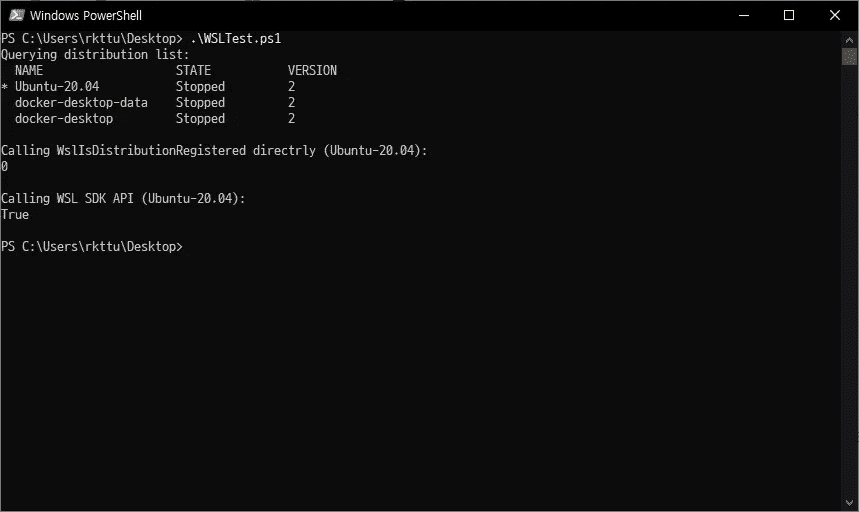 Windows PowerShell
PS C:\Users\rkttu\Desktop> .\WSLTest.ps1
Querying distribution list:
  NAME                   STATE           VERSION
* Ubuntu-20.04           Stopped         2
  docker-desktop-data    Stopped         2
  docker-desktop         Stopped         2
Calling WslIsDistributionRegistered directrly (Ubuntu-20.04):
0
Calling WSL SDK API (Ubuntu-20.04):
True
PS C:\Users\rkttu\Desktop>